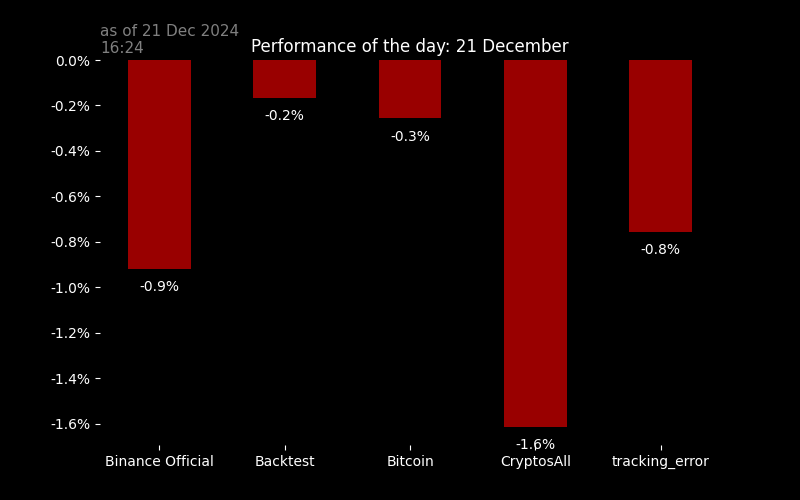 as of 21 Dec 2024
16:24
Performance of the day: 21 December
0.0%
-0.2%
-0.4%
-0.6%
-0.8%
-1.0%
-1.2%
-1.4%
-1.6%
-0.9%
-0.2%
-0.3%
-1.6%
-0.8%
Binance Official
Backtest
Bitcoin
CryptosAll
tracking_error